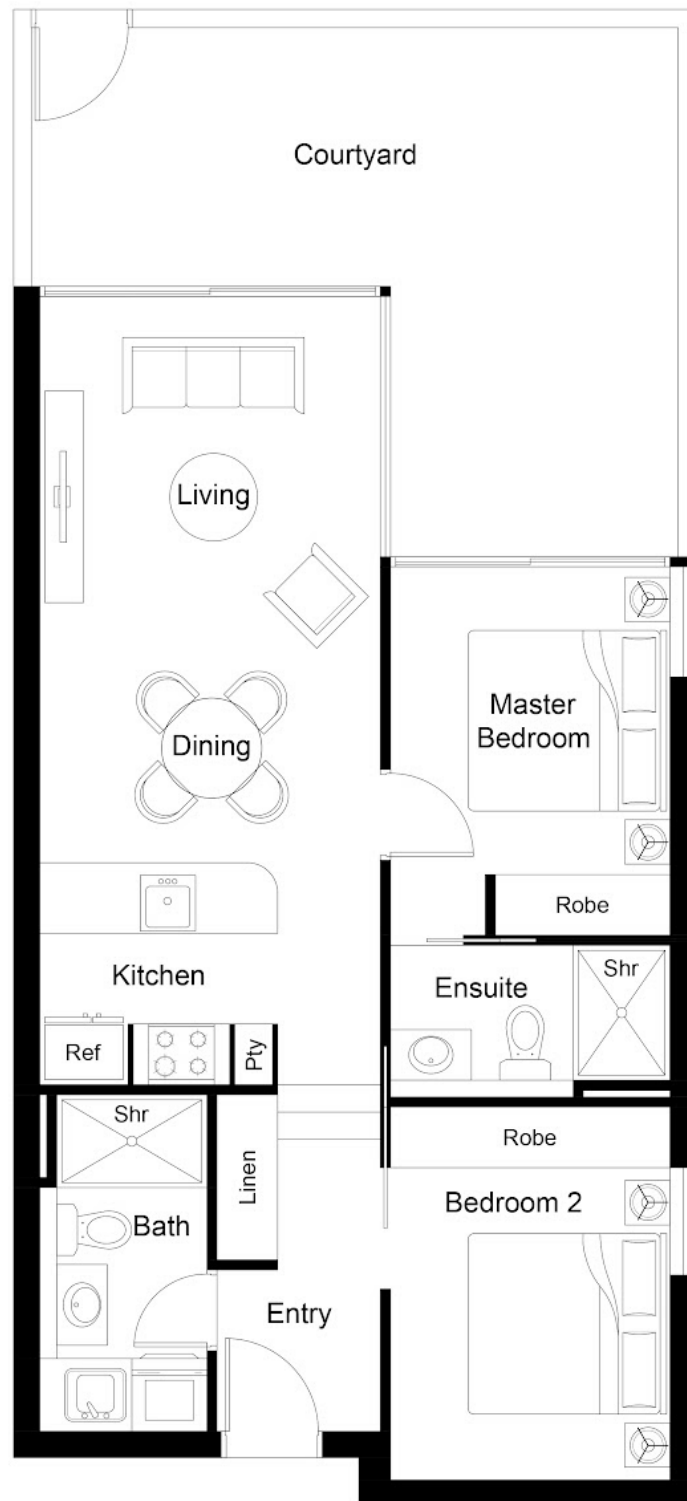 Courtyard
Living
Dining
Master
Bedroom
Robe
Kitchen
Ensuite
Shr
Ref
Pty
Shr
Robe
Linen
Bath
Bedroom 2
Entry